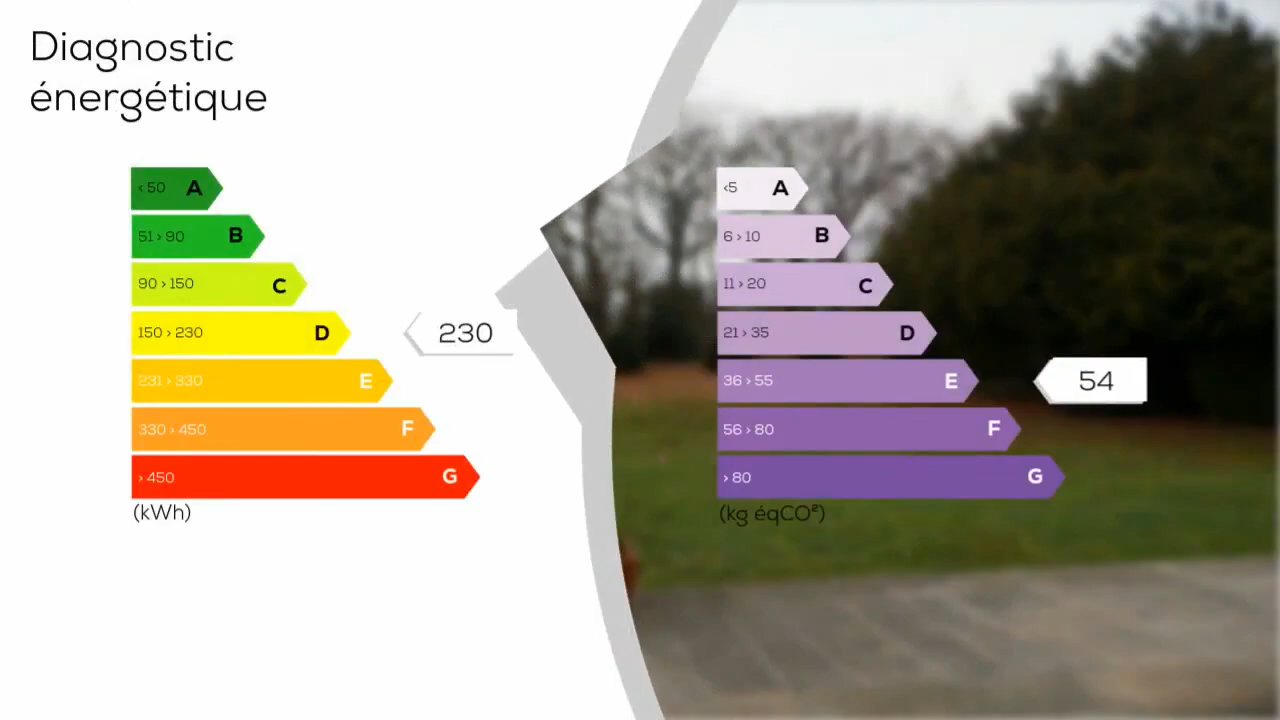 Diagnostic
énergétique
< 50 A
51 > 90 B
90 > 150 C
150 > 230 D
230
231 > 330 E
330 > 450 F
> 450 G
(kWh)
<5 A
6 > 10 B
11 > 20 C
21 > 35 D
36 > 55 E
54
56 > 80 F
> 80 G
(kg éqCO²)